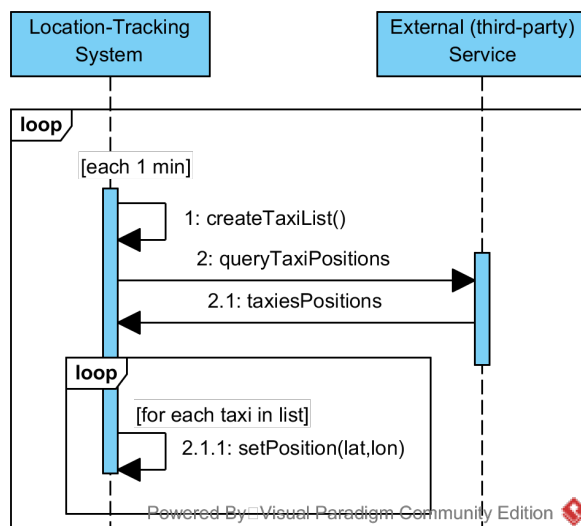 Location-Tracking
System
External (third-party)
Service
loop
[each 1 min]
1: createTaxiList()
2: queryTaxiPositions
2.1: taxiesPositions
loop
[for each taxi in list]
2.1.1: setPosition(lat,lon)
Powered By Visual Paradigm Community Edition